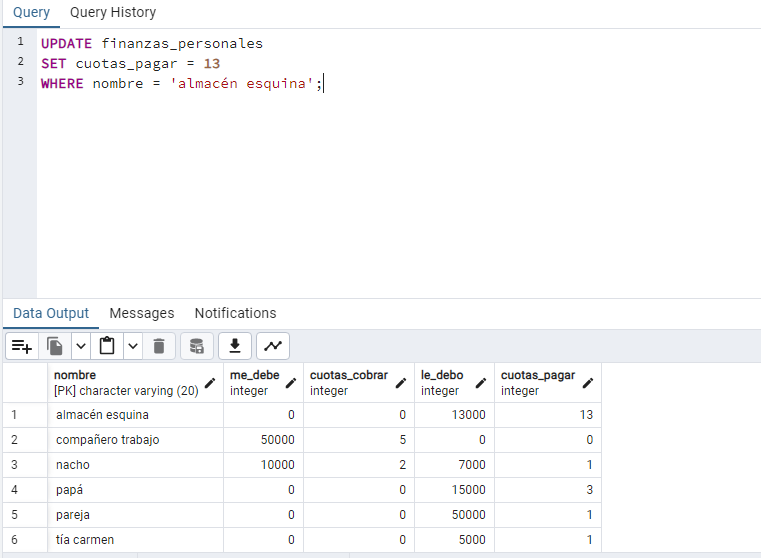 Query Query History
1 UPDATE finanzas_personales
2 SET cuotas_pagar = 13
3 WHERE nombre = 'almacén esquina';
Data Output Messages Notifications
nombre me_debe cuotas_cobrar le_debo cuotas_pagar
[PK] character varying (20) integer integer integer integer
1 almacén esquina 0 0 13000 13
2 compañero trabajo 50000 5 0 0
3 nacho 10000 2 7000 1
4 papá 0 0 15000 3
5 pareja 0 0 50000 1
6 tía carmen 0 0 5000 1